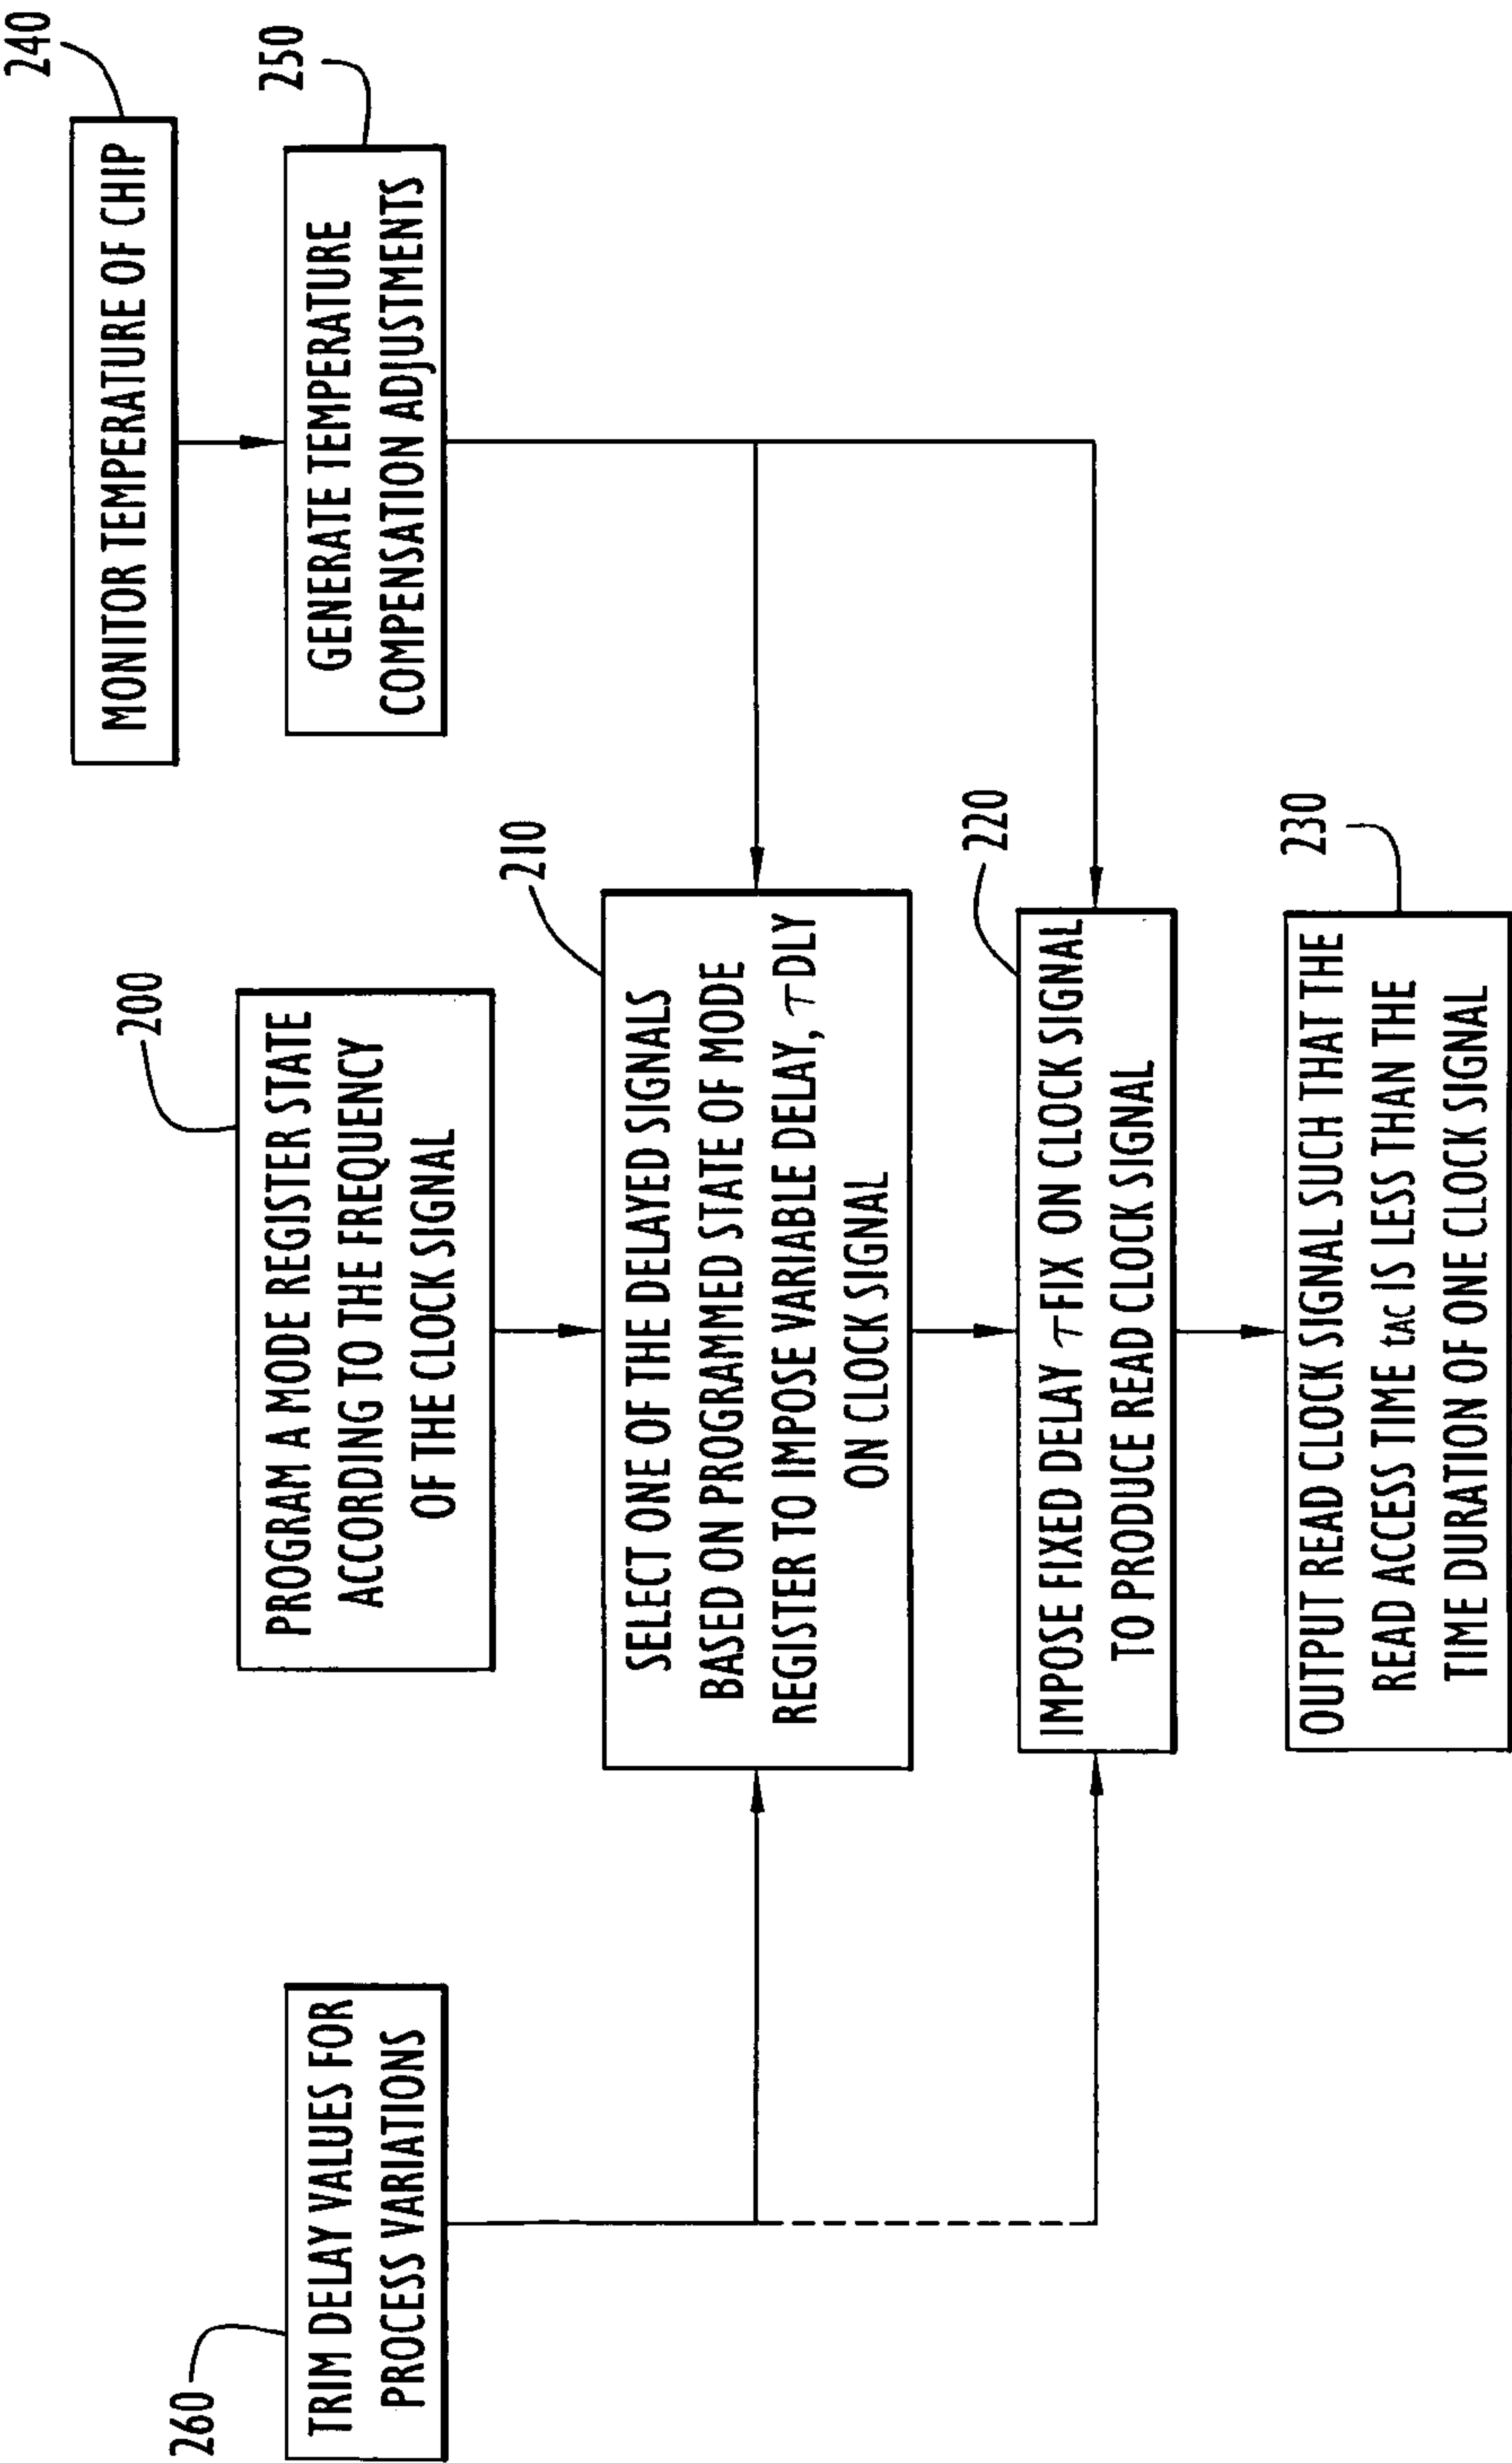 240
MONITOR TEMPERATURE OF CHIP
250
GENERATE TEMPERATURE
COMPENSATION ADJUSTMENTS
200
PROGRAM A MODE REGISTER STATE
ACCORDING TO THE FREQUENCY
OF THE CLOCK SIGNAL
260
TRIM DELAY VALUES FOR
PROCESS VARIATIONS
210
SELECT ONE OF THE DELAYED SIGNALS
BASED ON PROGRAMMED STATE OF MODE
REGISTER TO IMPOSE VARIABLE DELAY, τ DLY
ON CLOCK SIGNAL
220
IMPOSE FIXED DELAY τ FIX ON CLOCK SIGNAL
TO PRODUCE READ CLOCK SIGNAL
230
OUTPUT READ CLOCK SIGNAL SUCH THAT THE
READ ACCESS TIME tAC IS LESS THAN THE
TIME DURATION OF ONE CLOCK SIGNAL